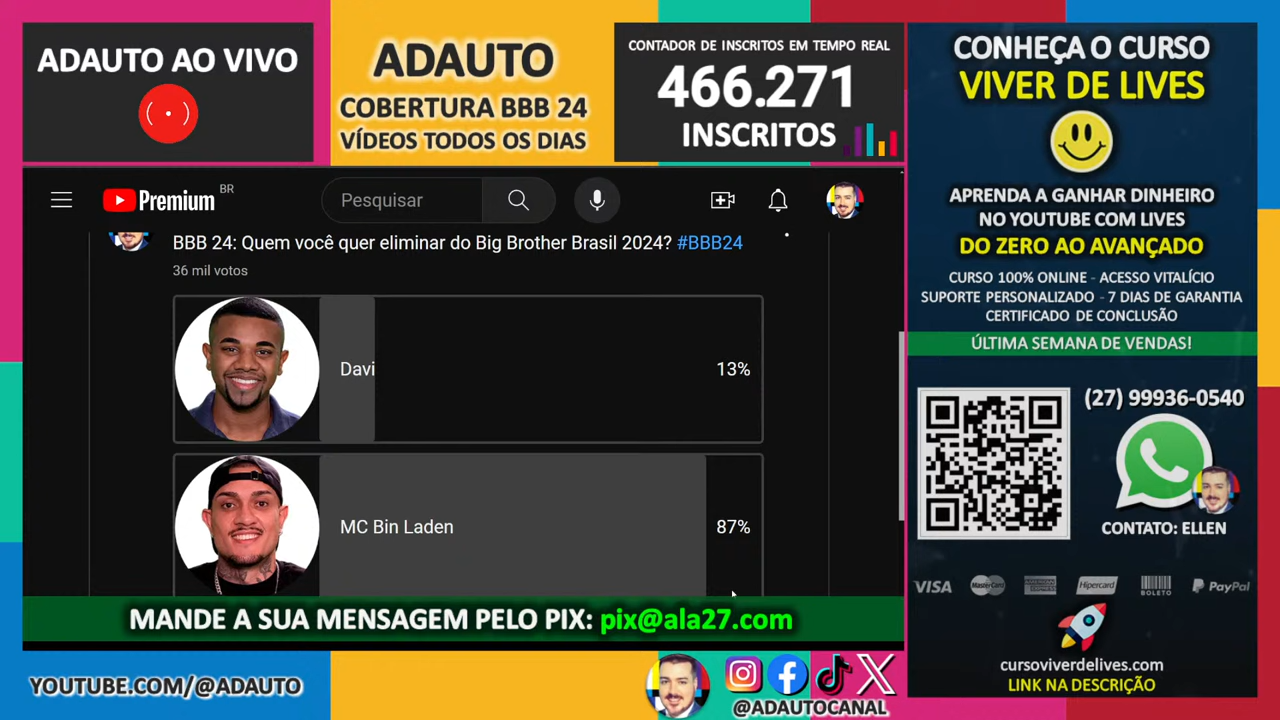 ADAUTO AO VIVO
ADAUTO
COBERTURA BBB 24
VÍDEOS TODOS OS DIAS
CONTADOR DE INSCRITOS EM TEMPO REAL
466.271
INSCRITOS
Premium BR
Pesquisar
BBB 24: Quem você quer eliminar do Big Brother Brasil 2024? #BBB24
36 mil votos
Davi 13%
MC Bin Laden 87%
MANDE A SUA MENSAGEM PELO PIX: pix@ala27.com
YOUTUBE.COM/@ADAUTO
@ADAUTOCANAL
CONHEÇA O CURSO
VIVER DE LIVES
APRENDA A GANHAR DINHEIRO
NO YOUTUBE COM LIVES
DO ZERO AO AVANÇADO
CURSO 100% ONLINE - ACESSO VITALÍCIO
SUPORTE PERSONALIZADO - 7 DIAS DE GARANTIA
CERTIFICADO DE CONCLUSÃO
ÚLTIMA SEMANA DE VENDAS!
(27) 99936-0540
CONTATO: ELLEN
VISA MasterCard Hipercard BOLETO PayPal
cursoviverdelives.com
LINK NA DESCRIÇÃO